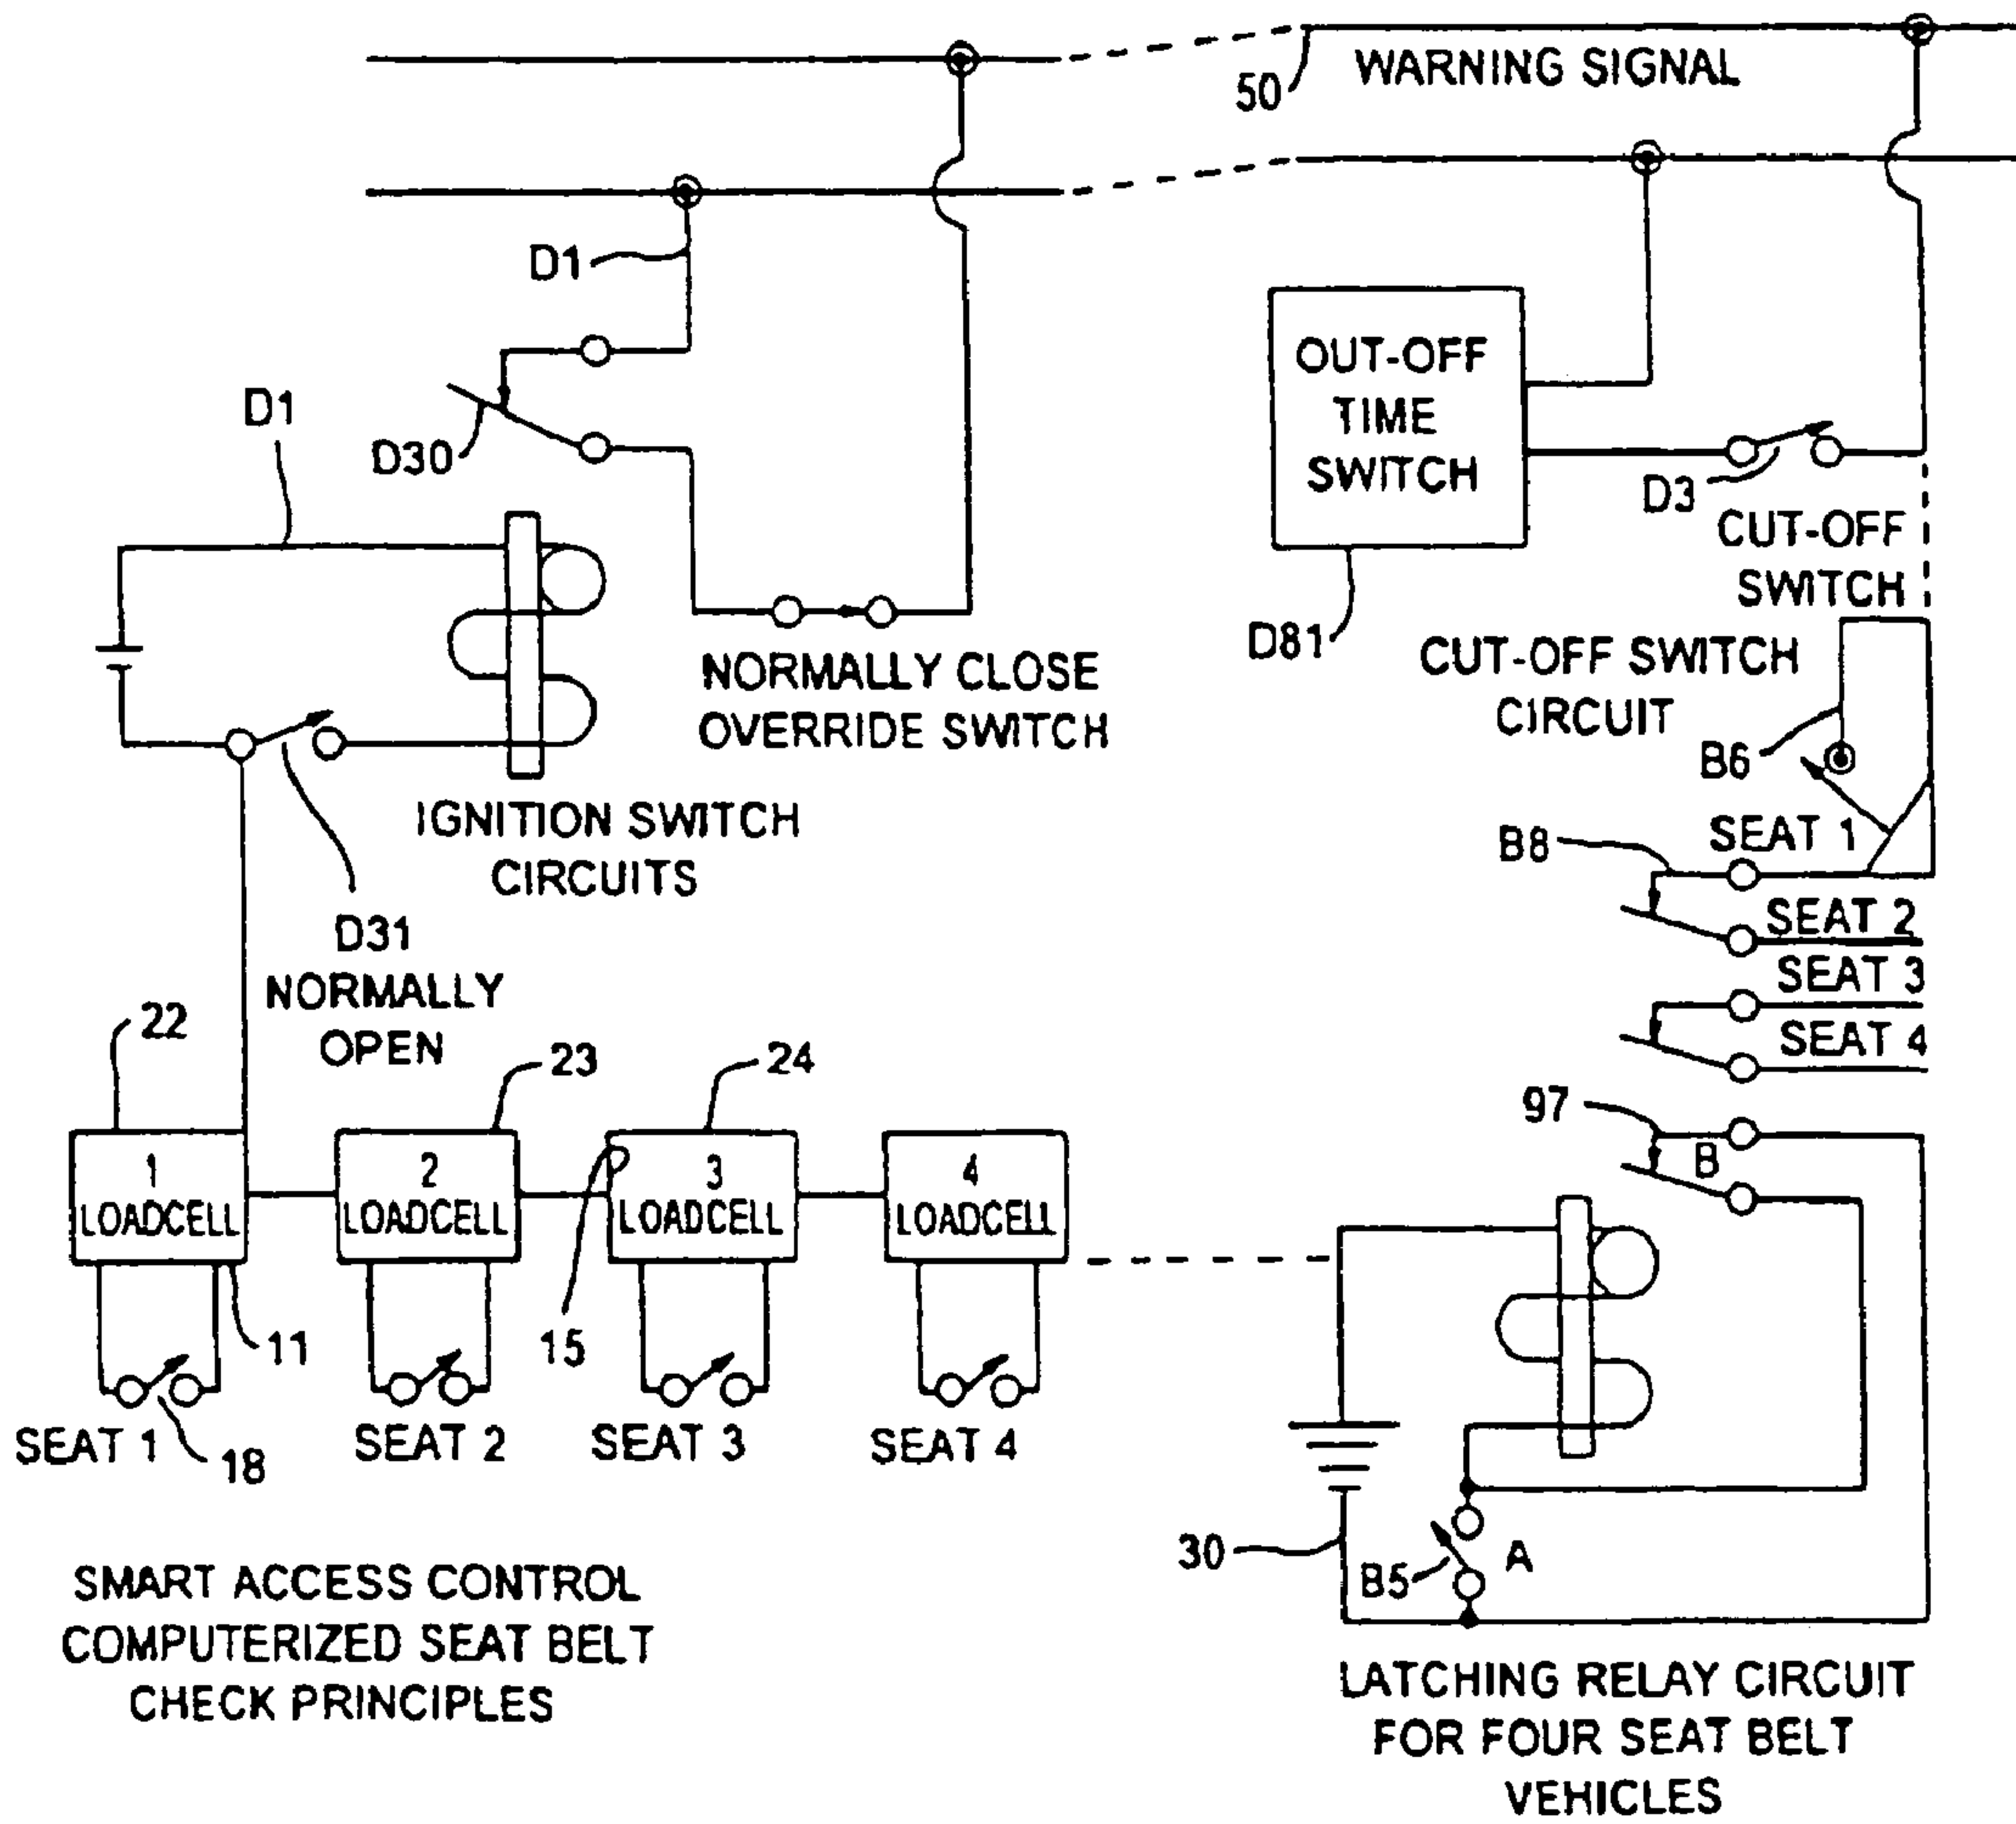 50
WARNING SIGNAL
D1
OUT-OFF
TIME
SWITCH
D1
D30
D3
CUT-OFF
SWITCH
D81
NORMALLY CLOSE
OVERRIDE SWITCH
CUT-OFF SWITCH
CIRCUIT
B6
IGNITION SWITCH
CIRCUITS
B8
SEAT 1
D31
NORMALLY
OPEN
SEAT 2
SEAT 3
SEAT 4
22
23
24
97
B
1
LOADCELL
2
LOADCELL
3
LOADCELL
4
LOADCELL
11
15
SEAT 1
18
SEAT 2
SEAT 3
SEAT 4
30
B5
A
SMART ACCESS CONTROL
COMPUTERIZED SEAT BELT
CHECK PRINCIPLES
LATCHING RELAY CIRCUIT
FOR FOUR SEAT BELT
VEHICLES